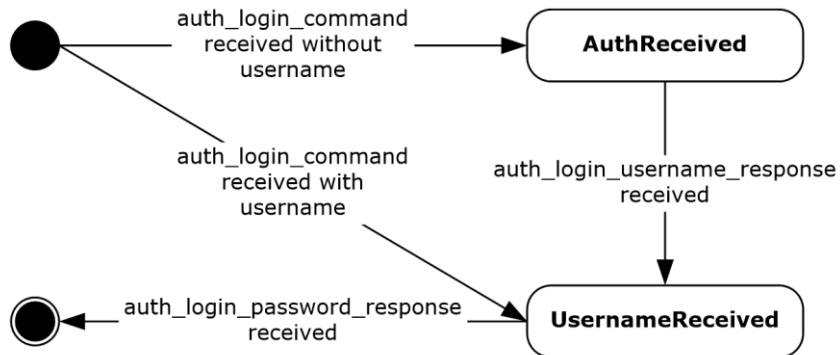 auth_login_command
received without
username
AuthReceived
auth_login_command
received with
username
auth_login_username_response
received
auth_login_password_response
received
UsernameReceived